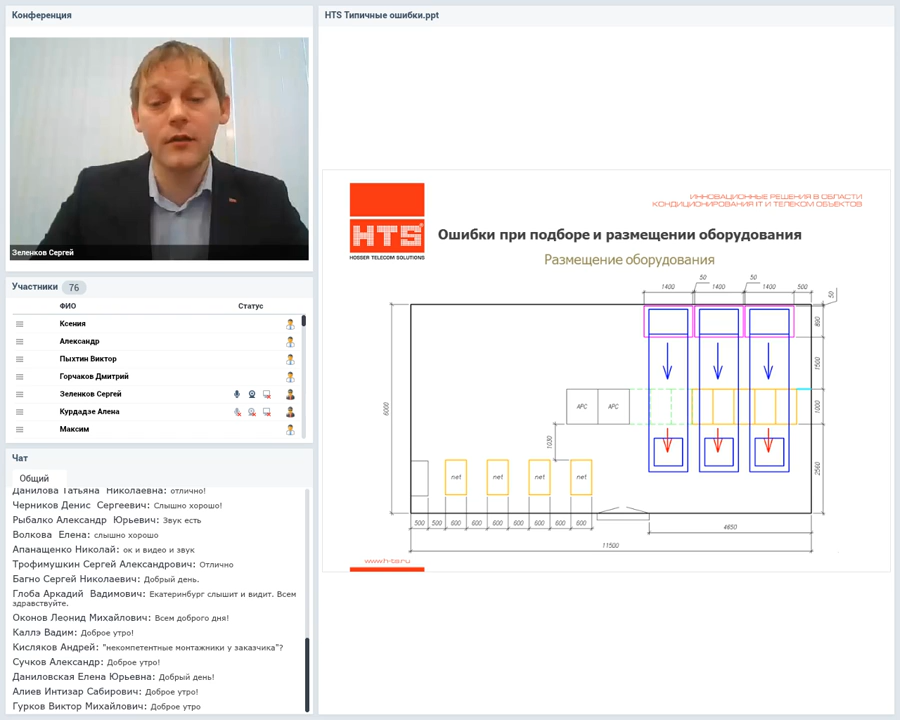 Конференция
Зеленков Сергей
Участники 76
ФИО Статус
Ксения
Александр
Пыхтин Виктор
Горчаков Дмитрий
Зеленков Сергей
Курдадзе Алена
Максим
Чат
Общий
Данилова Татьяна Николаевна: отлично!
Черников Денис Сергеевич: Слышно хорошо!
Рыбалко Александр Юрьевич: Звук есть
Волкова Елена: слышно хорошо
Апанащенко Николай: ок и видео и звук
Трофимушкин Сергей Александрович: Отлично
Багно Сергей Николаевич: Добрый день.
Глоба Аркадий Вадимович: Екатеринбург слышит и видит. Всем
здравствуйте.
Оконов Леонид Михайлович: Всем доброго дня!
Каллэ Вадим: Доброе утро!
Кисляков Андрей: "некомпетентные монтажники у заказчика"?
Сучков Александр: Доброе утро!
Даниловская Елена Юрьевна: Добрый день!
Алиев Интизар Сабирович: Доброе утро!
Гурков Виктор Михайлович: Доброе утро
HTS Типичные ошибки.ppt
HTS
HOSSER TELECOM SOLUTIONS
ИННОВАЦИОННЫЕ РЕШЕНИЯ В ОБЛАСТИ
КОНДИЦИОНИРОВАНИЯ IT И ТЕЛЕКОМ ОБЪЕКТОВ
Ошибки при подборе и размещении оборудования
Размещение оборудования
50 50
1400 1400 1400 500
50
890
1500
6000
APC APC
1000
1030
2560
net net net net
500 500 600 600 600 600 600 600 600
4650
11500
www.h-ts.ru